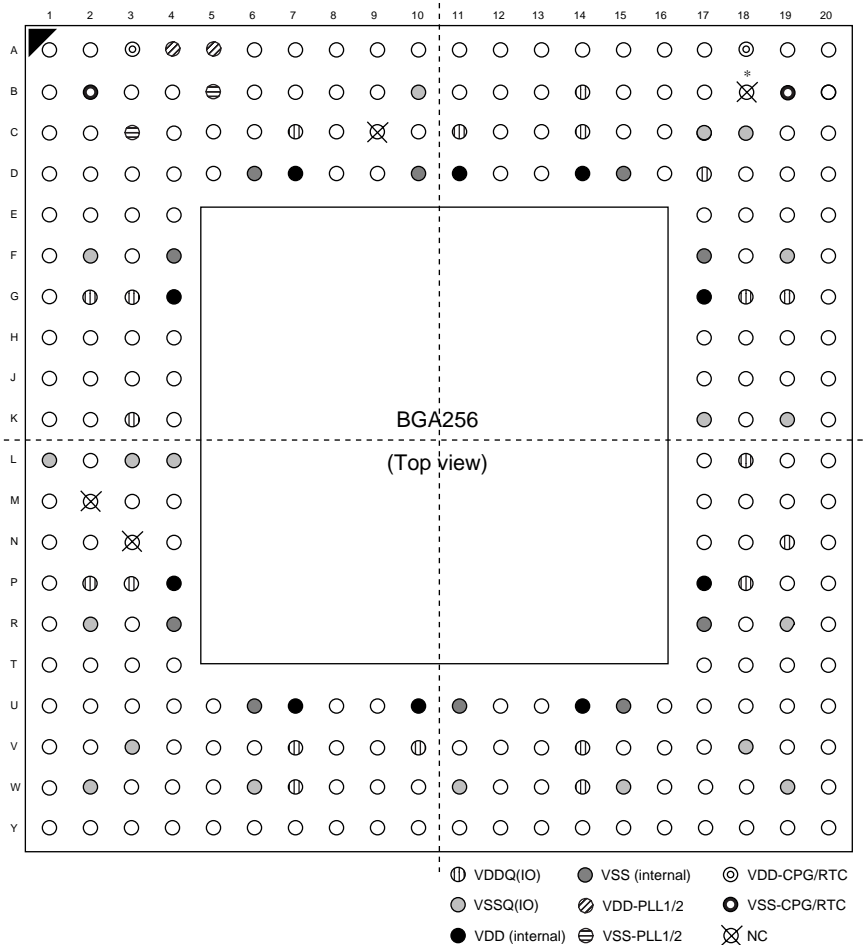 1 2 3 4 5 6 7 8 9 10 11 12 13 14 15 16 17 18 19 20
A
*
B
C
D
E
F
G
H
J
K
BGA256
L
(Top view)
M
N
P
R
T
U
V
W
Y
VDDQ(IO) VSS (internal) VDD-CPG/RTC
VSSQ(IO) VDD-PLL1/2 VSS-CPG/RTC
VDD (internal) VSS-PLL1/2 NC